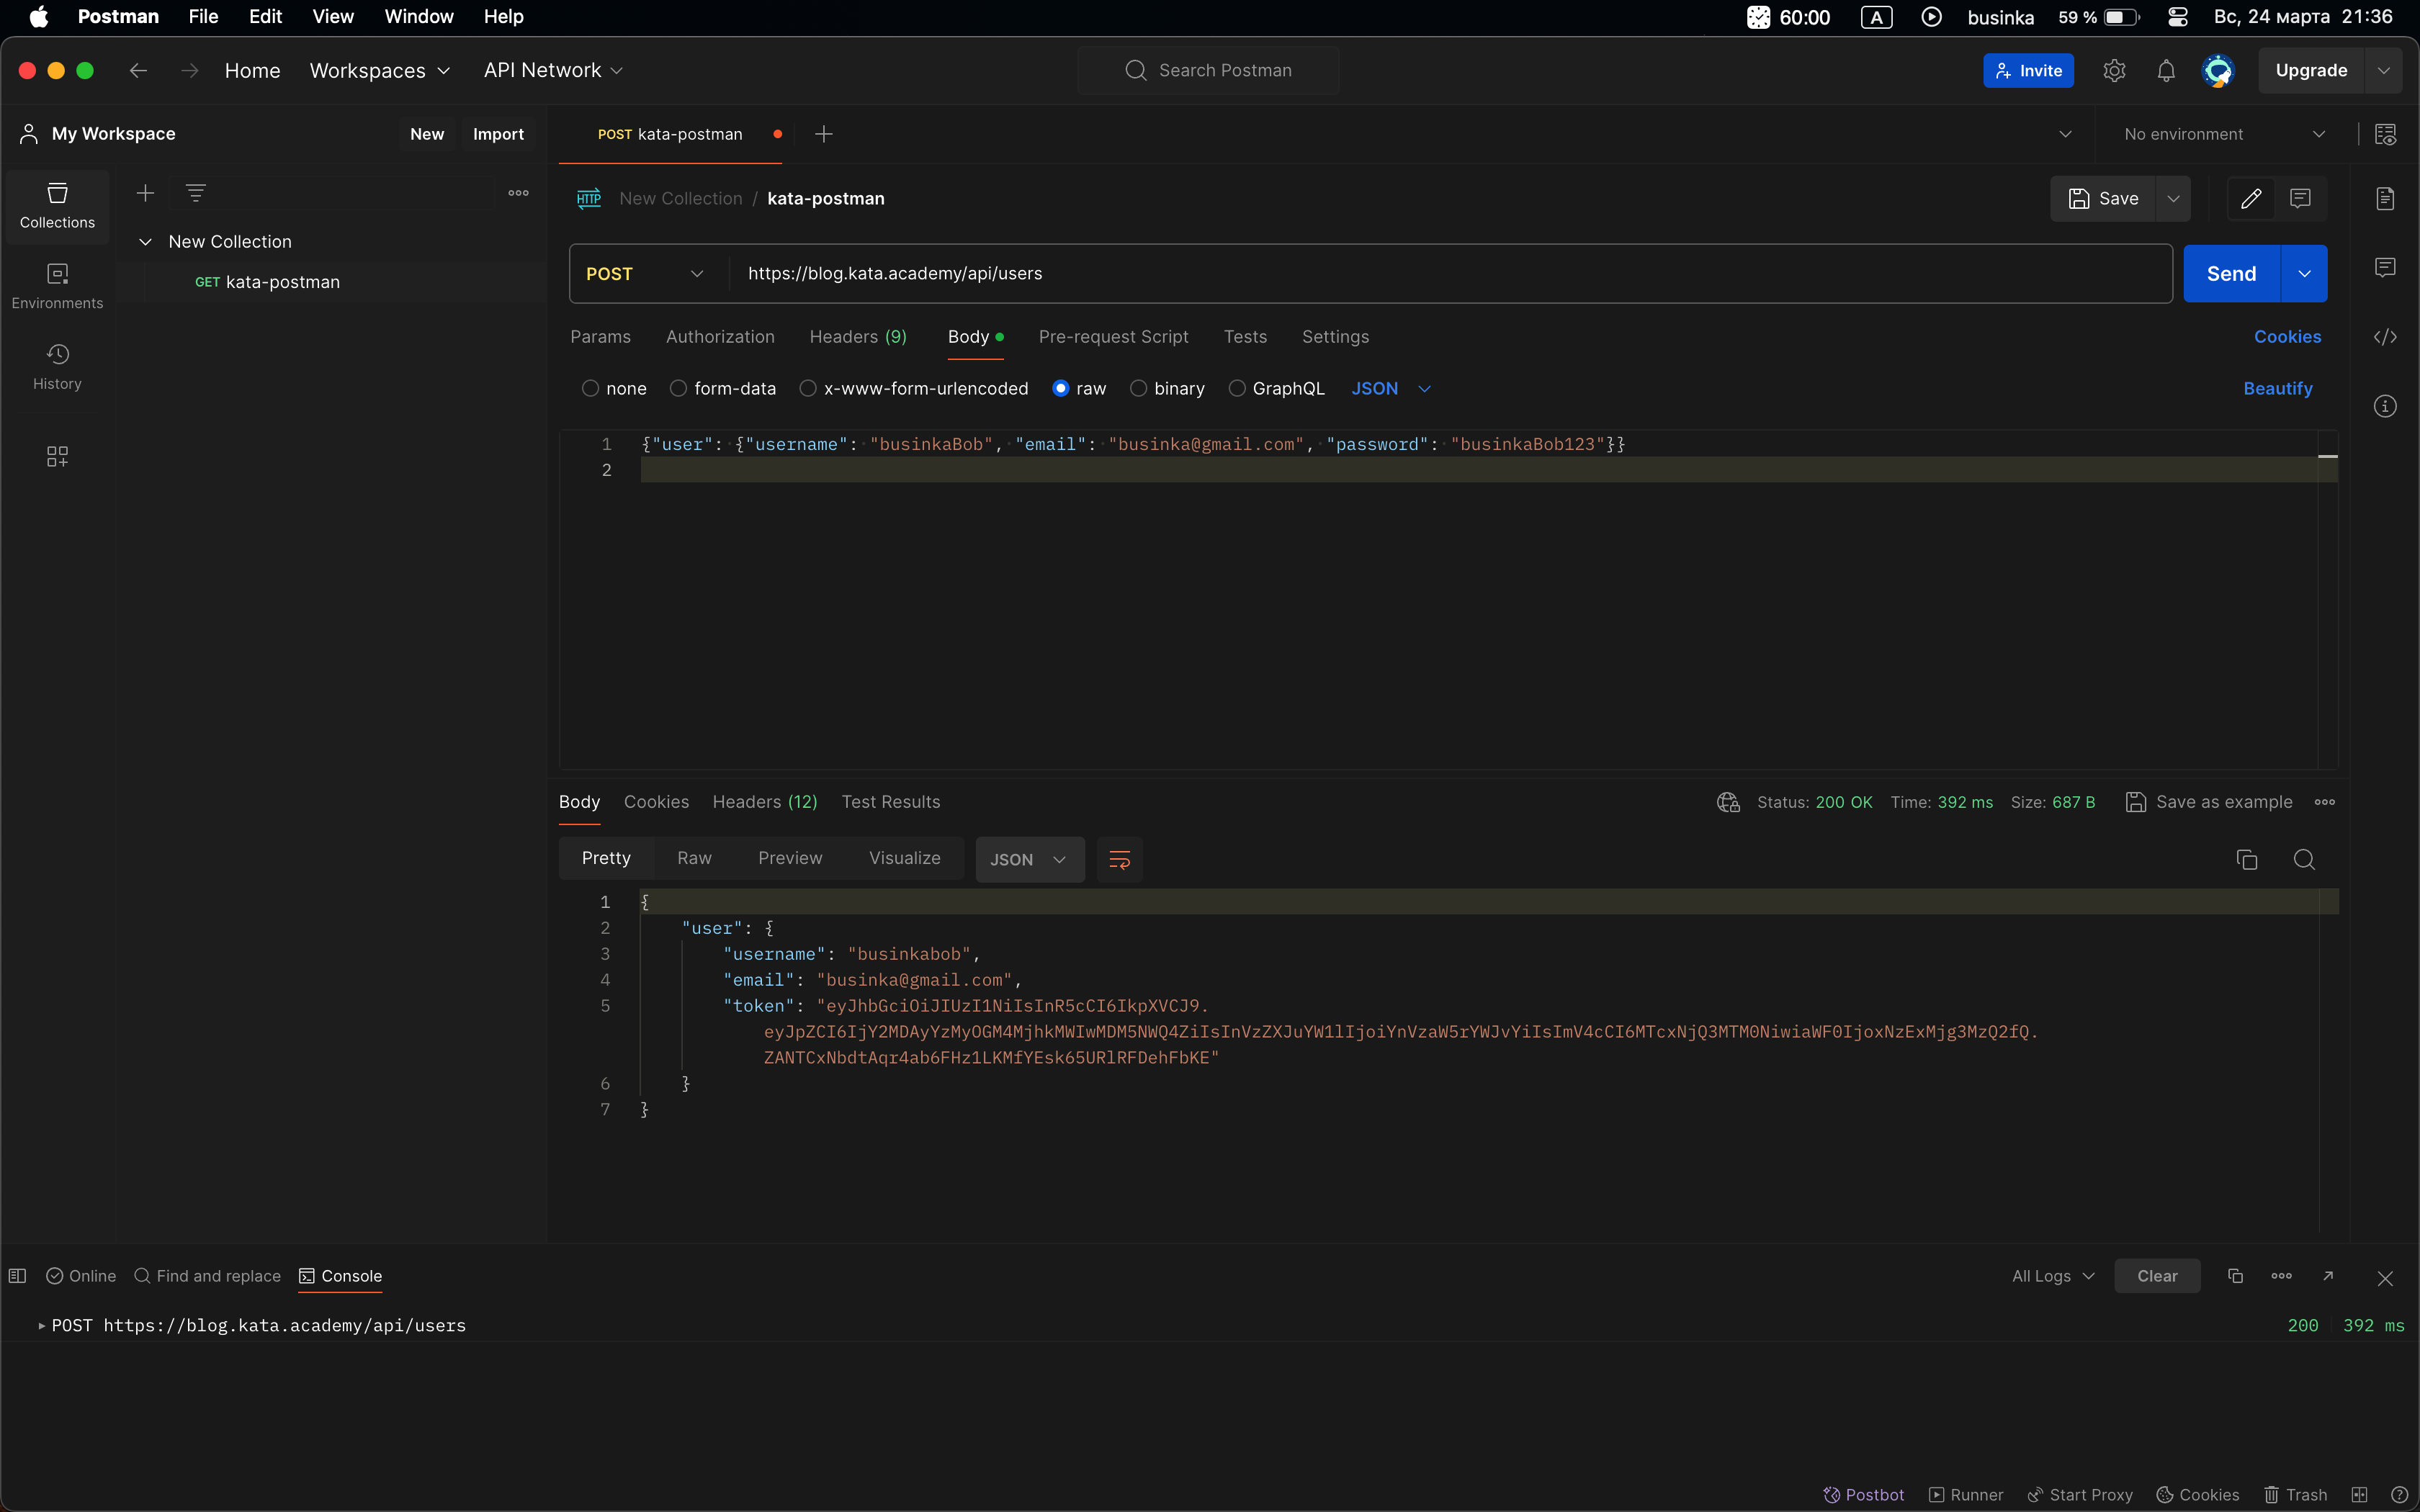 Postman File Edit View Window Help 60:00 A businka 59 % Вс, 24 марта 21:36
Home Workspaces API Network Search Postman Invite Upgrade
My Workspace New Import POST kata-postman No environment
Collections
Environments
History
New Collection
GET kata-postman
HTTP New Collection / kata-postman Save
POST https://blog.kata.academy/api/users Send
Params Authorization Headers (9) Body Pre-request Script Tests Settings Cookies
none form-data x-www-form-urlencoded raw binary GraphQL JSON Beautify
1 {"user": {"username": "businkaBob", "email": "businka@gmail.com", "password": "businkaBob123"}}
2
Body Cookies Headers (12) Test Results Status: 200 OK Time: 392 ms Size: 687 B Save as example
Pretty Raw Preview Visualize JSON
1 {
2 "user": {
3 "username": "businkabob",
4 "email": "businka@gmail.com",
5 "token": "eyJhbGciOiJIUzI1NiIsInR5cCI6IkpXVCJ9.
eyJpZCI6IjY2MDAyYzMyOGM4MjhkMWIwMDM5NWQ4ZiIsInVzZXJuYW1lIjoiYnVzaW5rYWJvYiIsImV4cCI6MTcxNjQ3MTM0NiwiaWF0IjoxNzExMjg3MzQ2fQ.
ZANTCxNbdtAqr4ab6FHz1LKMfYEsk65URlRFDehFbKE"
6 }
7 }
Online Find and replace Console All Logs Clear
POST https://blog.kata.academy/api/users 200 392 ms
Postbot Runner Start Proxy Cookies Trash